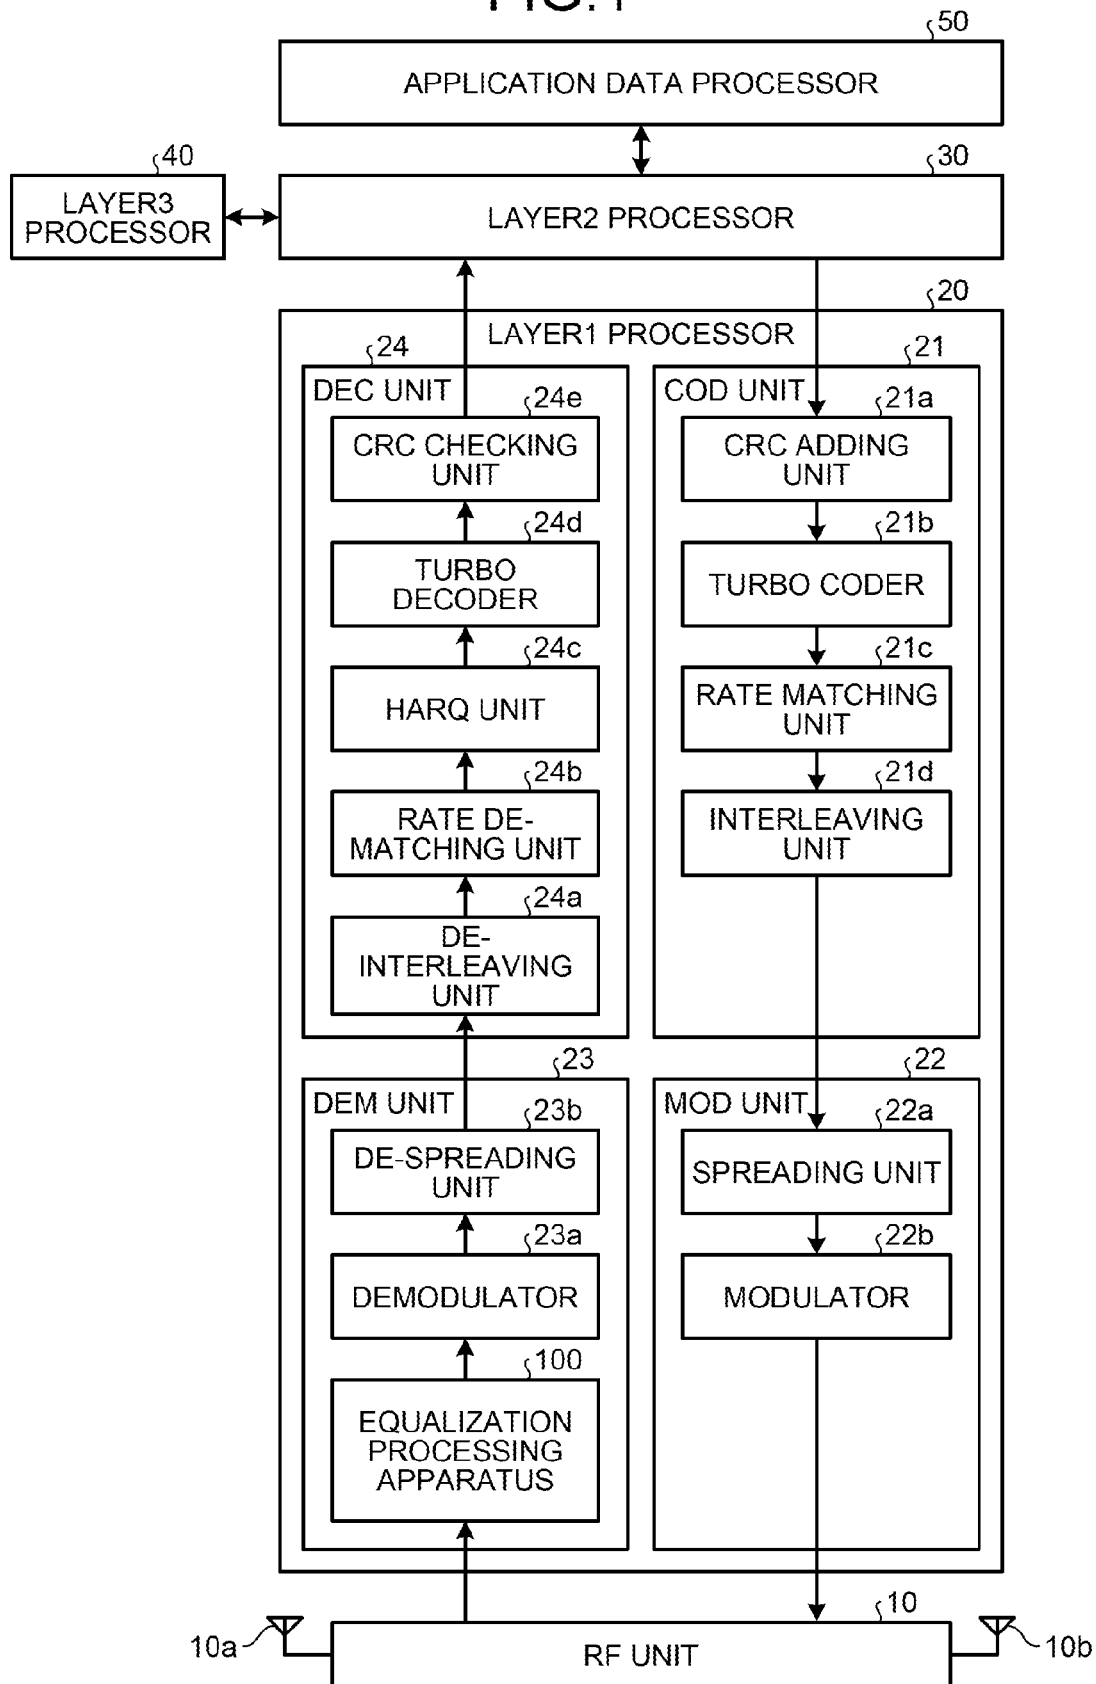 FIG.1
50
APPLICATION DATA PROCESSOR
40
30
LAYER3
PROCESSOR
LAYER2 PROCESSOR
20
LAYER1 PROCESSOR
24
21
DEC UNIT
COD UNIT
24e
21a
CRC CHECKING
UNIT
CRC ADDING
UNIT
24d
21b
TURBO
DECODER
TURBO CODER
24c
21c
HARQ UNIT
RATE MATCHING
UNIT
24b
21d
RATE DE-
MATCHING UNIT
INTERLEAVING
UNIT
24a
DE-
INTERLEAVING
UNIT
23
22
DEM UNIT
MOD UNIT
23b
22a
DE-SPREADING
UNIT
SPREADING UNIT
23a
22b
DEMODULATOR
MODULATOR
100
EQUALIZATION
PROCESSING
APPARATUS
10
10a
RF UNIT
10b